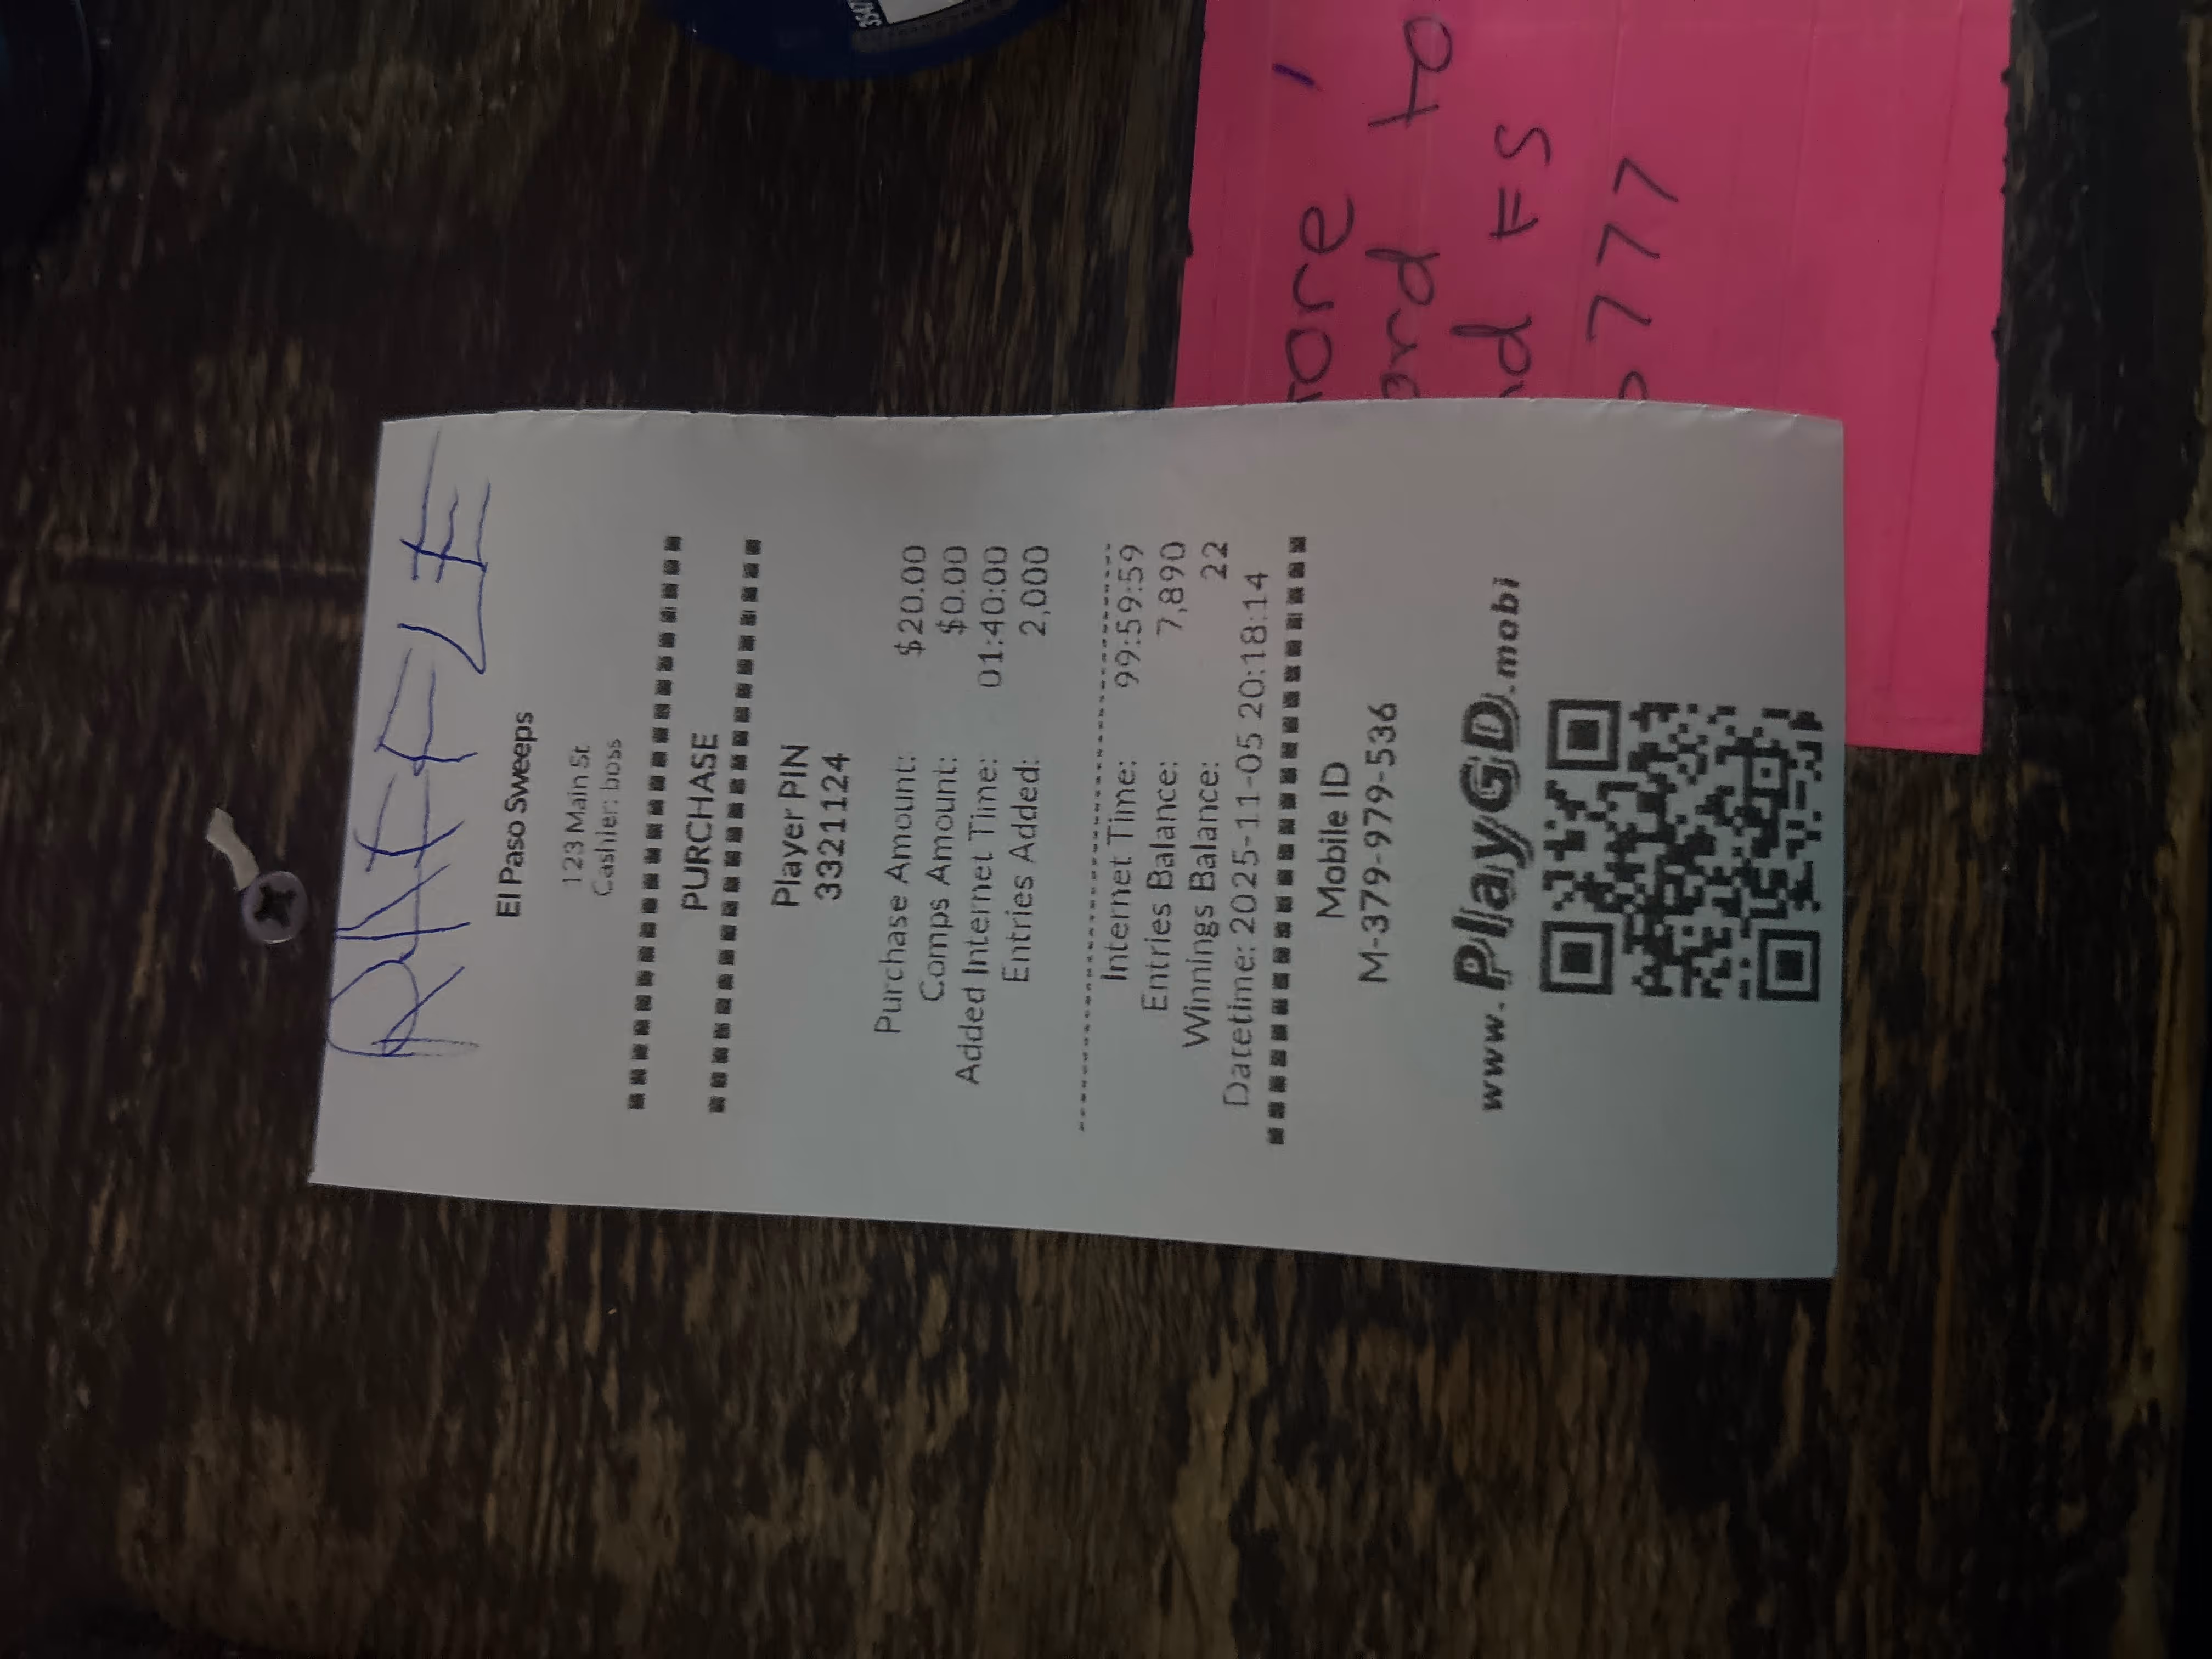 RAFFLE
El Paso Sweeps
123 Main St
Cashier: boss
PURCHASE
Player PIN
3321124
Purchase Amount: $20.00
Comps Amount: $0.00
Added Internet Time: 01:40:00
Entries Added: 2,000
Internet Time: 99:59:59
Entries Balance: 7,890
Winnings Balance: 22
Datetime: 2025-11-05 20:18:14
Mobile ID
M-379-979-536
www.PlayGD.mobi
to
FS
777